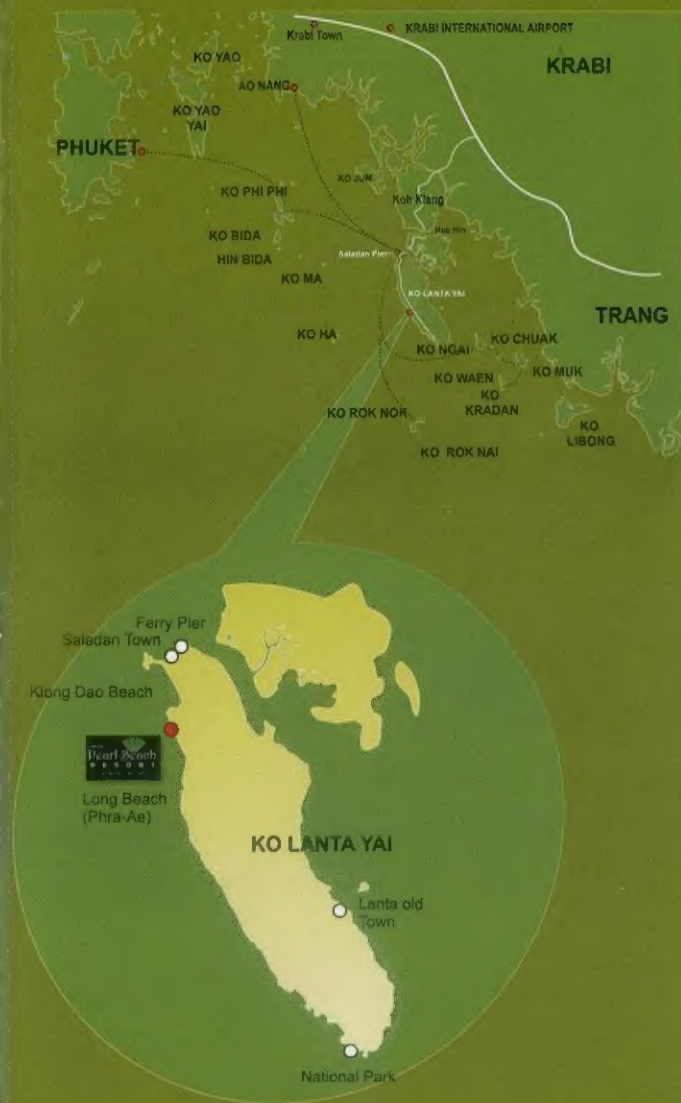 Krabi Town
KRABI INTERNATIONAL AIRPORT
KRABI
KO YAO
AO NANG
KO YAO
YAI
PHUKET
KO JUM
KO PHI PHI
Koh Klang
KO BIDA
Hua Hin
HIN BIDA
Saladan Pier
KO MA
KO LANTA YAI
TRANG
KO HA
KO NGAI
KO CHUAK
KO WAEN
KO MUK
KO
KRADAN
KO ROK NOK
KO
LIBONG
KO ROK NAI
Ferry Pier
Saladan Town
Klong Dao Beach
Pearl Beach
RESORT
Long Beach
(Phra-Ae)
KO LANTA YAI
Lanta old
Town
National Park